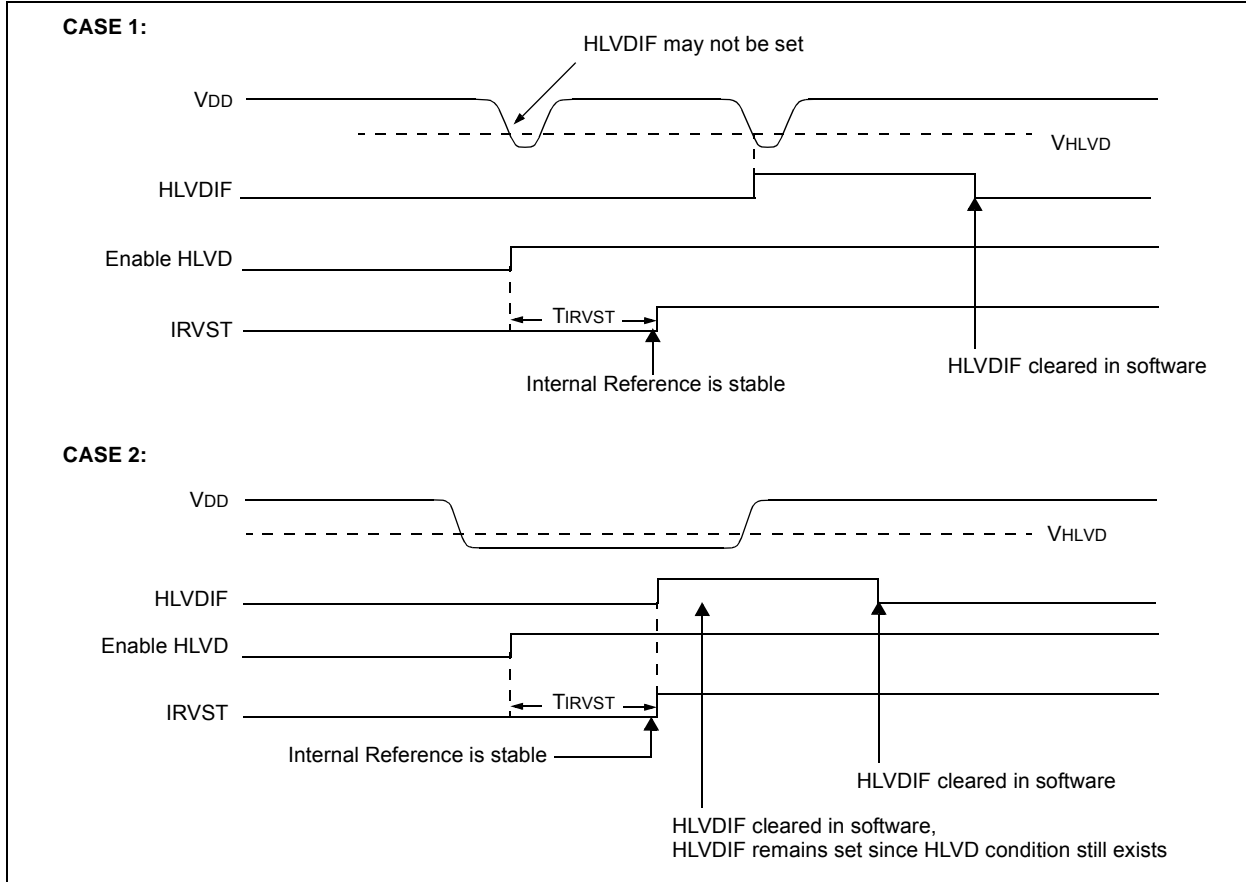 CASE 1:
HLVDIF may not be set
VDD
VHLVD
HLVDIF
Enable HLVD
TIRVST
IRVST
HLVDIF cleared in software
Internal Reference is stable
CASE 2:
VDD
VHLVD
HLVDIF
Enable HLVD
TIRVST
IRVST
Internal Reference is stable
HLVDIF cleared in software
HLVDIF cleared in software,
HLVDIF remains set since HLVD condition still exists